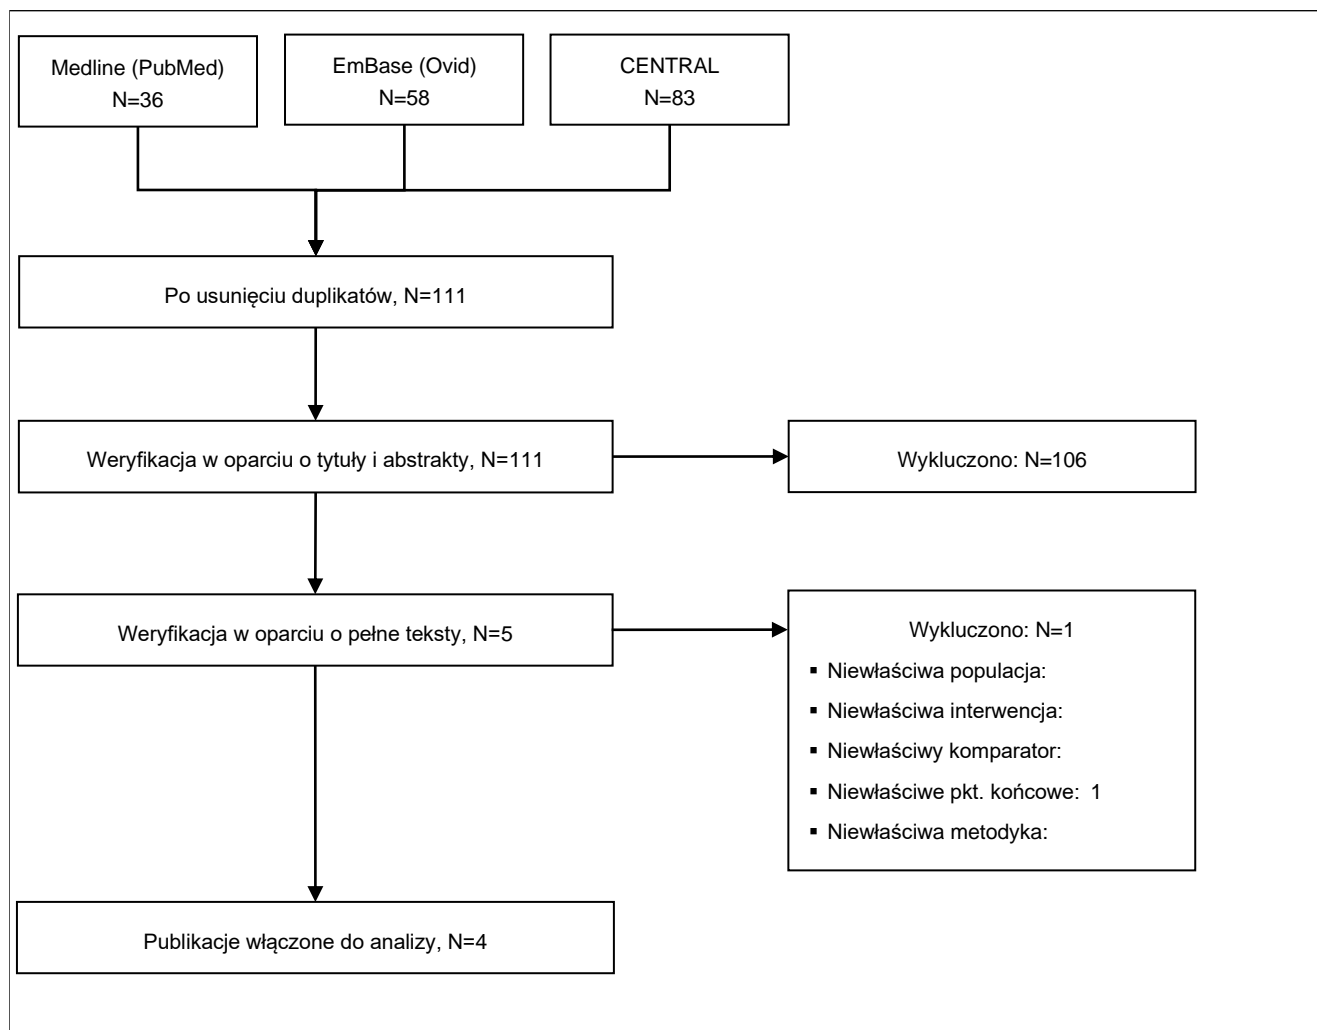 Medline (PubMed)
N=36
EmBase (Ovid)
N=58
CENTRAL
N=83
Po usunięciu duplikatów, N=111
Weryfikacja w oparciu o tytuły i abstrakty, N=111
Wykluczono: N=106
Weryfikacja w oparciu o pełne teksty, N=5
Wykluczono: N=1
▪ Niewłaściwa populacja:
▪ Niewłaściwa interwencja:
▪ Niewłaściwy komparator:
▪ Niewłaściwe pkt. końcowe: 1
▪ Niewłaściwa metodyka:
Publikacje włączone do analizy, N=4